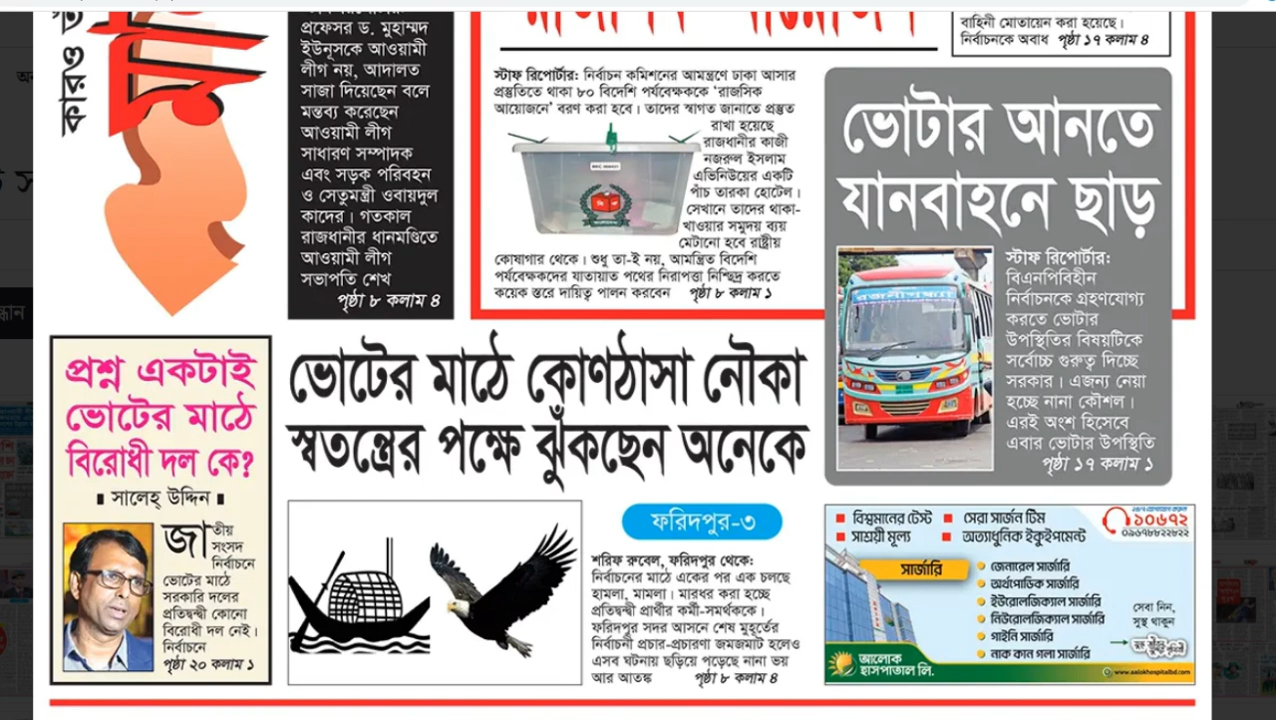 প্রফেসর ড. মুহাম্মদ
ইউনূসকে আওয়ামী
লীগ নয়, আদালত
সাজা দিয়েছেন বলে
মন্তব্য করেছেন
আওয়ামী লীগ
সাধারণ সম্পাদক
এবং সড়ক পরিবহন
ও সেতুমন্ত্রী ওবায়দুল
কাদের। গতকাল
রাজধানীর ধানমণ্ডিতে
আওয়ামী লীগ
সভাপতি শেখ
পৃষ্ঠা ৮ কলাম ৪
স্টাফ রিপোর্টার: নির্বাচন কমিশনের আমন্ত্রণে ঢাকা আসার
প্রস্তুতিতে থাকা ৮০ বিদেশি পর্যবেক্ষককে ‘রাজসিক
আয়োজনে’ বরণ করা হবে। তাদের স্বাগত জানাতে প্রস্তুত
রাখা হয়েছে
রাজধানীর কাজী
নজরুল ইসলাম
এভিনিউয়ের একটি
পাঁচ তারকা হোটেল।
সেখানে তাদের থাকা-
খাওয়ার সমুদয় ব্যয়
মেটানো হবে রাষ্ট্রীয়
কোষাগার থেকে। শুধু তা-ই নয়, আমন্ত্রিত বিদেশি
পর্যবেক্ষকদের যাতায়াত পথের নিরাপত্তা নিশ্ছিদ্র করতে
কয়েক স্তরে দায়িত্ব পালন করবেন পৃষ্ঠা ৮ কলাম ১
বাহিনী মোতায়েন করা হয়েছে।
নির্বাচনকে অবাধ পৃষ্ঠা ১৭ কলাম ৪
ভোটার আনতে
যানবাহনে ছাড়
স্টাফ রিপোর্টার:
বিএনপিবিহীন
নির্বাচনকে গ্রহণযোগ্য
করতে ভোটার
উপস্থিতির বিষয়টিকে
সর্বোচ্চ গুরুত্ব দিচ্ছে
সরকার। এজন্য নেয়া
হচ্ছে নানা কৌশল।
এরই অংশ হিসেবে
এবার ভোটার উপস্থিতি
পৃষ্ঠা ১৭ কলাম ১
প্রশ্ন একটাই
ভোটের মাঠে
বিরোধী দল কে?
সালেহ্ উদ্দিন
জাতীয়
সংসদ
নির্বাচনে
ভোটের মাঠে
সরকারি দলের
প্রতিদ্বন্দ্বী কোনো
বিরোধী দল নেই।
নির্বাচনে
পৃষ্ঠা ২০ কলাম ১
ভোটের মাঠে কোণঠাসা নৌকা
স্বতন্ত্রের পক্ষে ঝুঁকছেন অনেকে
ফরিদপুর-৩
শরিফ রুবেল, ফরিদপুর থেকে:
নির্বাচনের মাঠে একের পর এক চলছে
হামলা, মামলা। মারধর করা হচ্ছে
প্রতিদ্বন্দ্বী প্রার্থীর কর্মী-সমর্থককে।
ফরিদপুর সদর আসনে শেষ মুহূর্তের
নির্বাচনী প্রচার-প্রচারণা জমজমাট হলেও
এসব ঘটনায় ছড়িয়ে পড়েছে নানা ভয়
আর আতঙ্ক পৃষ্ঠা ৮ কলাম ৪
বিশ্বমানের টেস্ট সেরা সার্জন টিম
সাশ্রয়ী মূল্য অত্যাধুনিক ইকুইপমেন্ট
১০৬৭২
০৯৬৭৮৮২২৮২২
সার্জারি
জেনারেল সার্জারি
অর্থপেডিক সার্জারি
ইউরোলজিক্যাল সার্জারি
নিউরোলজিক্যাল সার্জারি
গাইনি সার্জারি
নাক কান গলা সার্জারি
সেবা নিন,
সুস্থ থাকুন
আলোক
হাসপাতাল লি.
www.aalokhospitalbd.com